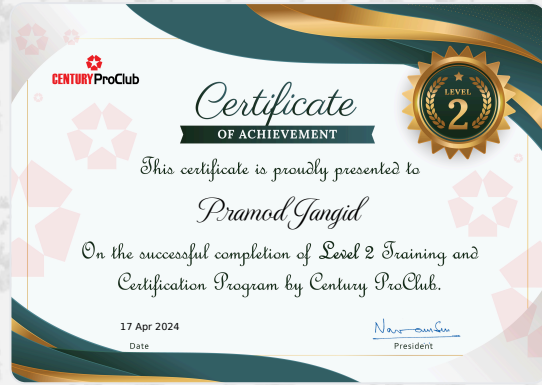 CENTURY ProClub
Certificate
OF ACHIEVEMENT
LEVEL
2
This certificate is proudly presented to
Pramod Jangid
On the successful completion of Level 2 Training and
Certification Program by Century ProClub.
17 Apr 2024
Date
President